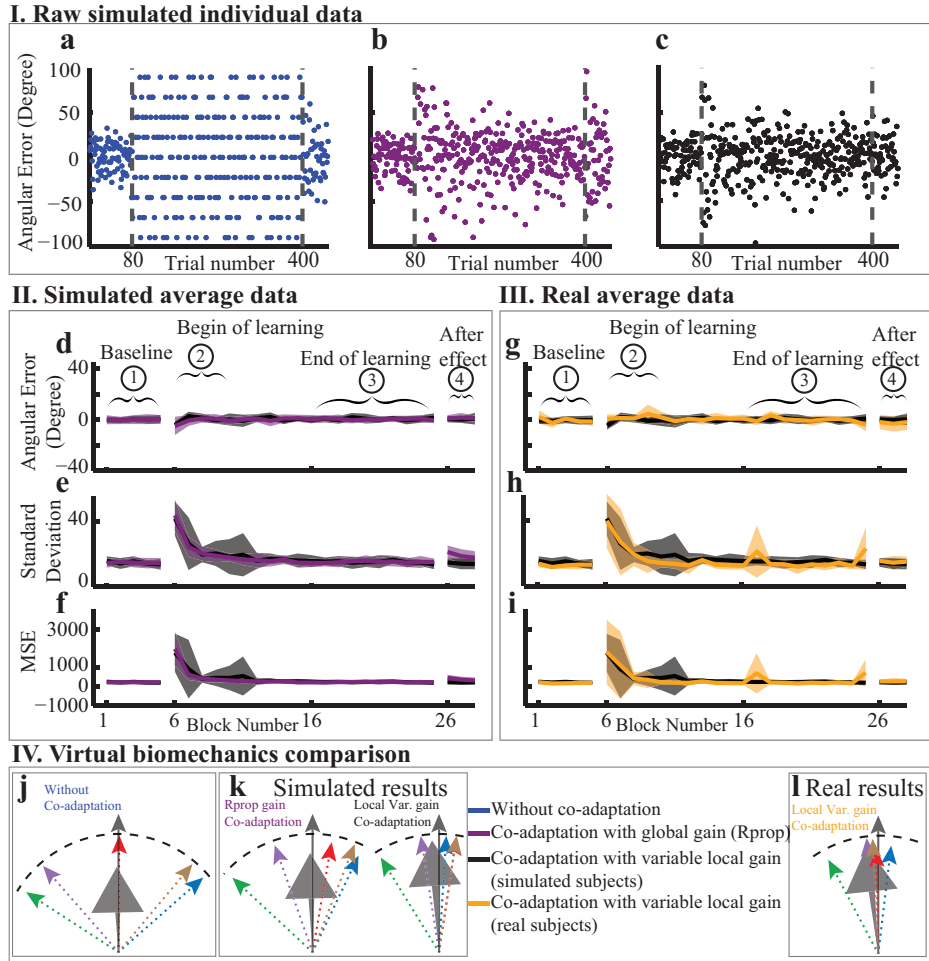 I. Raw simulated individual data
a
b
c
Angular Error (Degree)
100
50
0
−50
−100
80
Trial number
400
80
Trial number
400
80
Trial number
400
II. Simulated average data
III. Real average data
d
Baseline
1
Begin of learning
2
End of learning
3
After
effect
4
g
Baseline
1
Begin of learning
2
End of learning
3
After
effect
4
Angular Error
(Degree)
40
0
−40
e
h
Standard
Deviation
40
0
f
i
MSE
3000
1000
0
−1000
1
6
Block Number
16
26
1
6
Block Number
16
26
IV. Virtual biomechanics comparison
j
Without
Co-adaptation
k
Simulated results
Rprop gain
Co-adaptation
Local Var. gain
Co-adaptation
Without co-adaptation
Co-adaptation with global gain (Rprop)
Co-adaptation with variable local gain
(simulated subjects)
Co-adaptation with variable local gain
(real subjects)
l
Real results
Local Var. gain
Co-adaptation